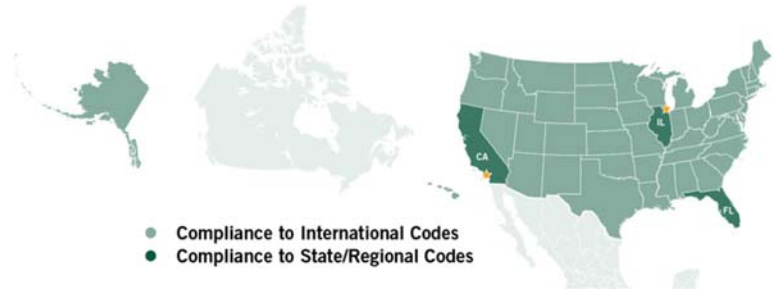 IL
CA
FL
Compliance to International Codes
Compliance to State/Regional Codes